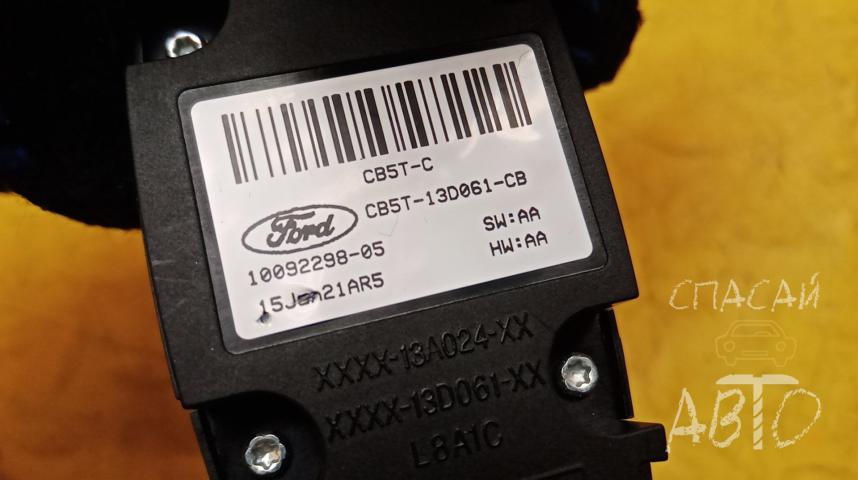 CB5T-C
CB5T-13D061-CB
Ford
SW:AA
10092298-05
HW:AA
15Jan21AR5
XXXX-13A024-XX
XXXX-13D061-XX
L8A1C
СПАСАЙ
АВТО